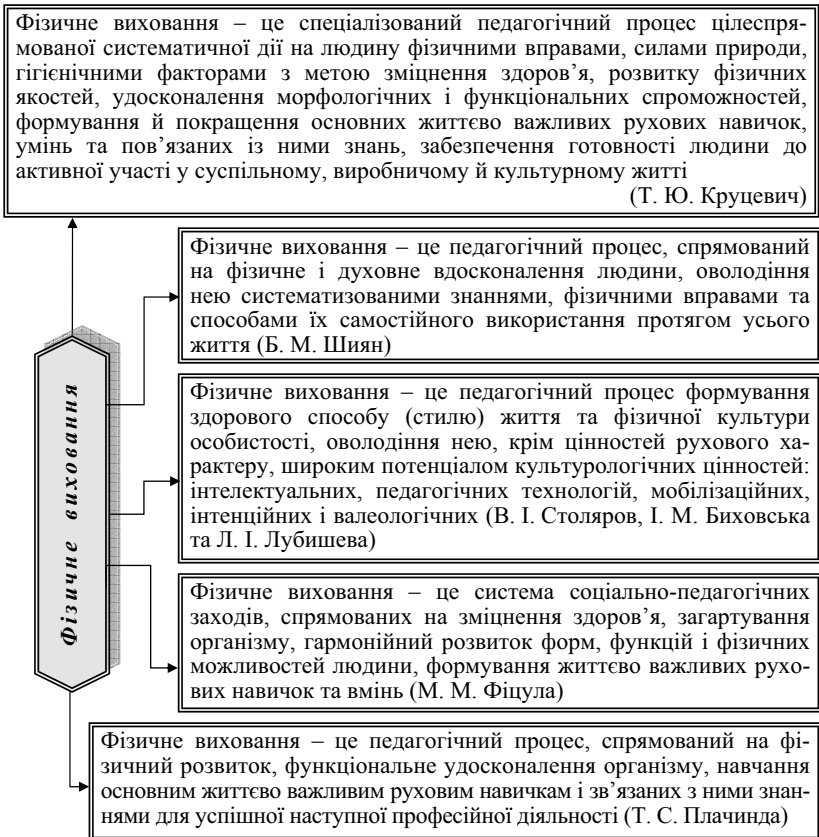 Фізичне виховання – це спеціалізований педагогічний процес цілеспря-
мованої систематичної дії на людину фізичними вправами, силами природи,
гігієнічними факторами з метою зміцнення здоров’я, розвитку фізичних
якостей, удосконалення морфологічних і функціональних спроможностей,
формування й покращення основних життєво важливих рухових навичок,
умінь та пов’язаних із ними знань, забезпечення готовності людини до
активної участі у суспільному, виробничому й культурному житті
(Т. Ю. Круцевич)
Фізичне виховання – це педагогічний процес, спрямований
на фізичне і духовне вдосконалення людини, оволодіння
нею систематизованими знаннями, фізичними вправами та
способами їх самостійного використання протягом усього
життя (Б. М. Шиян)
Фізичне виховання
Фізичне виховання – це педагогічний процес формування
здорового способу (стилю) життя та фізичної культури
особистості, оволодіння нею, крім цінностей рухового ха-
рактеру, широким потенціалом культурологічних цінностей:
інтелектуальних, педагогічних технологій, мобілізаційних,
інтенційних і валеологічних (В. І. Столяров, І. М. Биховська
та Л. І. Лубишева)
Фізичне виховання – це система соціально-педагогічних
заходів, спрямованих на зміцнення здоров’я, загартування
організму, гармонійний розвиток форм, функцій і фізичних
можливостей людини, формування життєво важливих рухо-
вих навичок та вмінь (М. М. Фіцула)
Фізичне виховання – це педагогічний процес, спрямований на фі-
зичний розвиток, функціональне удосконалення організму, навчання
основним життєво важливим руховим навичкам і зв’язаних з ними знан-
нями для успішної наступної професійної діяльності (Т. С. Плачинда)